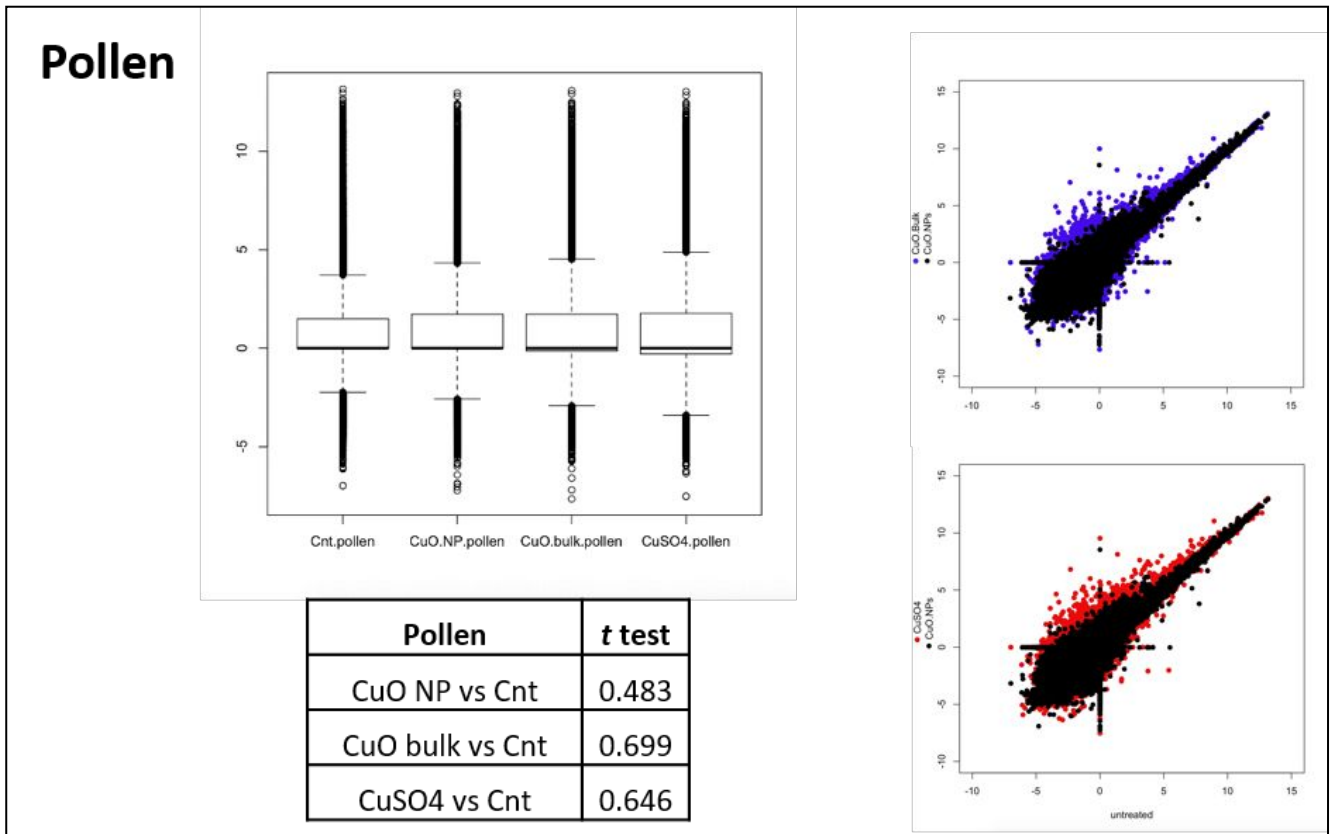 Pollen
10
5
0
-5
Cnt.pollen CuO.NP.pollen CuO.bulk.pollen CuSO4.pollen
Pollen t test
CuO NP vs Cnt 0.483
CuO bulk vs Cnt 0.699
CuSO4 vs Cnt 0.646
15
10
5
0
-5
-10
CuO.Bulk
CuO.NPs
-10 -5 0 5 10 15
15
10
5
0
-5
-10
CuSO4
CuO.NPs
-10 -5 0 5 10 15
untreated